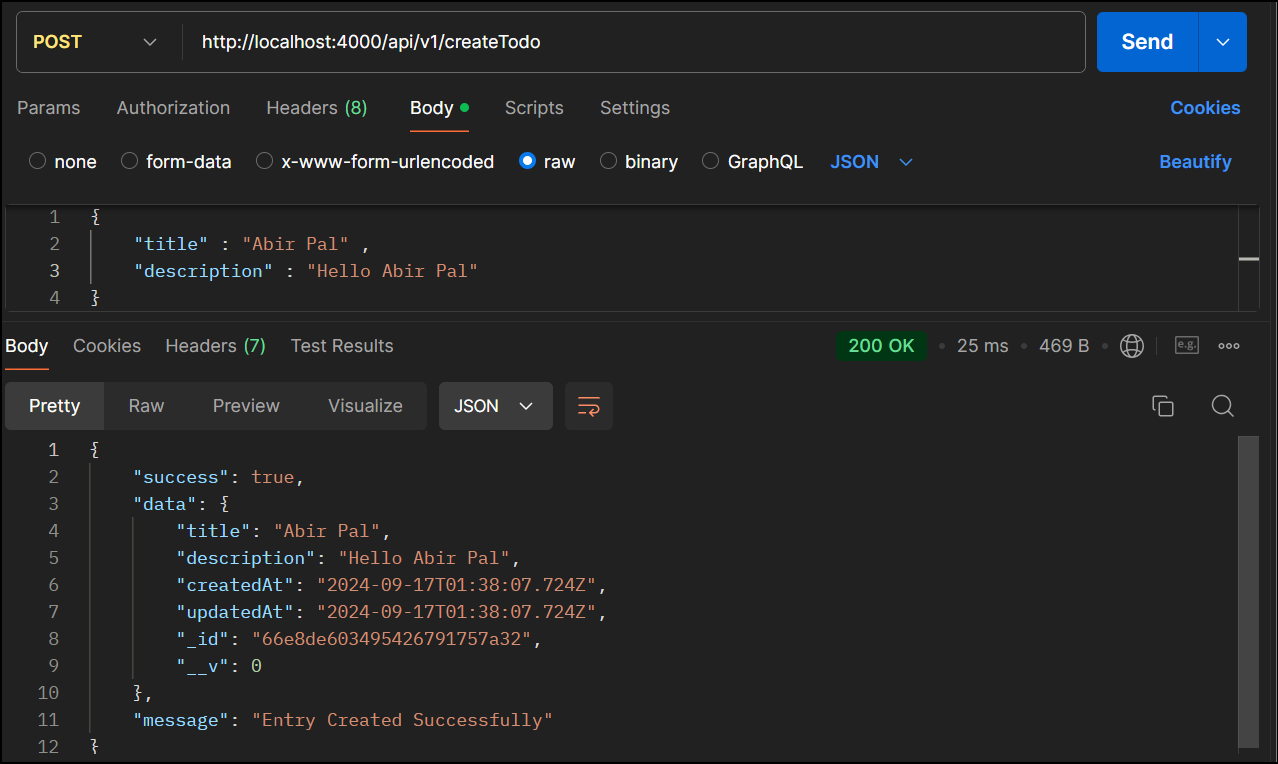 POST http://localhost:4000/api/v1/createTodo Send
Params Authorization Headers (8) Body Scripts Settings Cookies
none form-data x-www-form-urlencoded raw binary GraphQL JSON Beautify
1 {
2 "title" : "Abir Pal" ,
3 "description" : "Hello Abir Pal"
4 }
Body Cookies Headers (7) Test Results 200 OK 25 ms 469 B e.g.
Pretty Raw Preview Visualize JSON
1 {
2 "success": true,
3 "data": {
4 "title": "Abir Pal",
5 "description": "Hello Abir Pal",
6 "createdAt": "2024-09-17T01:38:07.724Z",
7 "updatedAt": "2024-09-17T01:38:07.724Z",
8 "_id": "66e8de603495426791757a32",
9 "__v": 0
10 },
11 "message": "Entry Created Successfully"
12 }